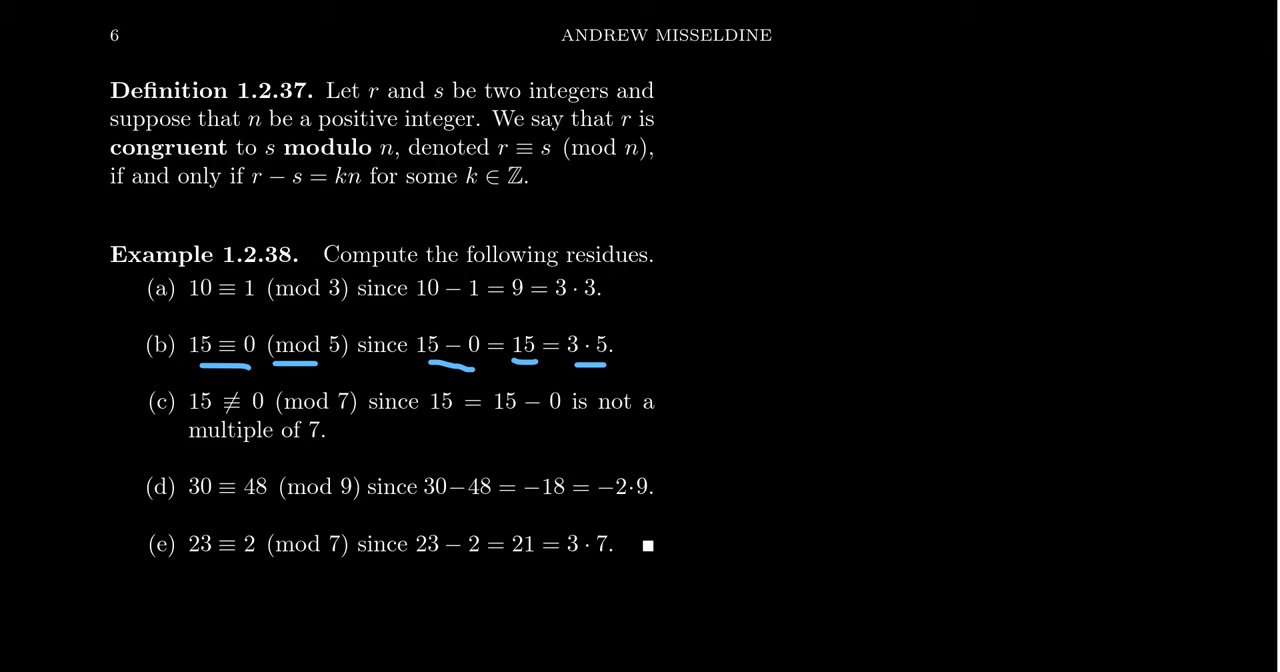 6 ANDREW MISSELDINE
Definition 1.2.37. Let r and s be two integers and
suppose that n be a positive integer. We say that r is
congruent to s modulo n, denoted r ≡ s (mod n),
if and only if r − s = kn for some k ∈ ℤ.
Example 1.2.38. Compute the following residues.
(a) 10 ≡ 1 (mod 3) since 10 − 1 = 9 = 3 · 3.
(b) 15 ≡ 0 (mod 5) since 15 − 0 = 15 = 3 · 5.
(c) 15 ≢ 0 (mod 7) since 15 = 15 − 0 is not a
multiple of 7.
(d) 30 ≡ 48 (mod 9) since 30−48 = −18 = −2·9.
(e) 23 ≡ 2 (mod 7) since 23 − 2 = 21 = 3 · 7. ■